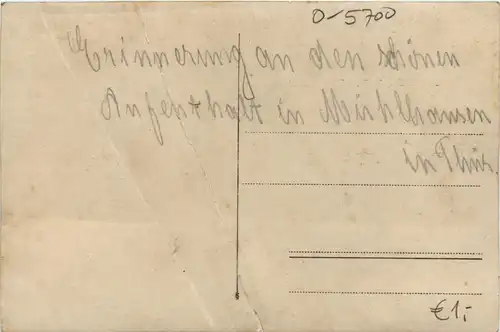 0-5700
Erinnerung an den schönen
Aufenthalt in Mühlhausen
in Thür.
€1,-